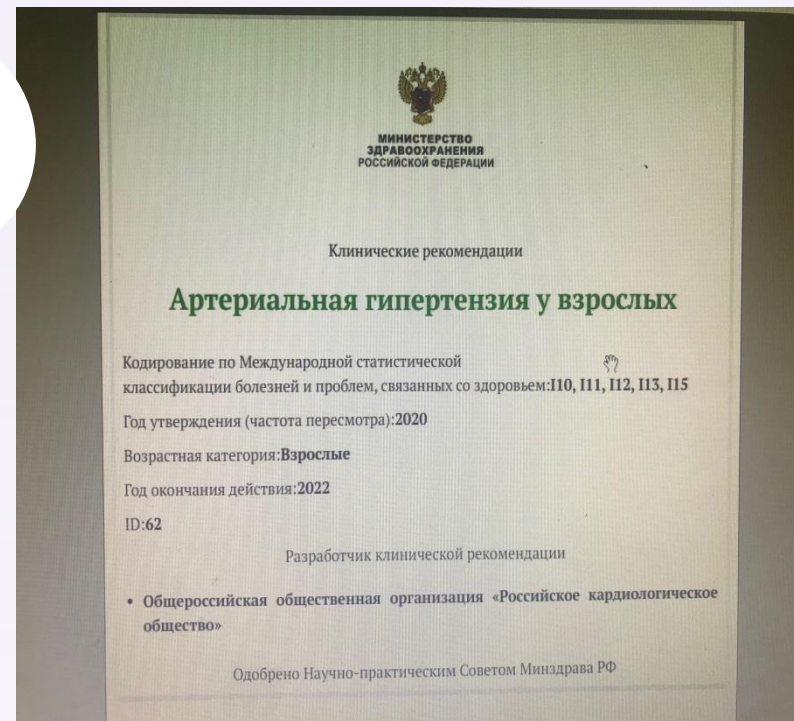 МИНИСТЕРСТВО
ЗДРАВООХРАНЕНИЯ
РОССИЙСКОЙ ФЕДЕРАЦИИ
Клинические рекомендации
Артериальная гипертензия у взрослых
Кодирование по Международной статистической
классификации болезней и проблем, связанных со здоровьем:I10, I11, I12, I13, I15
Год утверждения (частота пересмотра):2020
Возрастная категория:Взрослые
Год окончания действия:2022
ID:62
Разработчик клинической рекомендации
• Общероссийская общественная организация «Российское кардиологическое
общество»
Одобрено Научно-практическим Советом Минздрава РФ